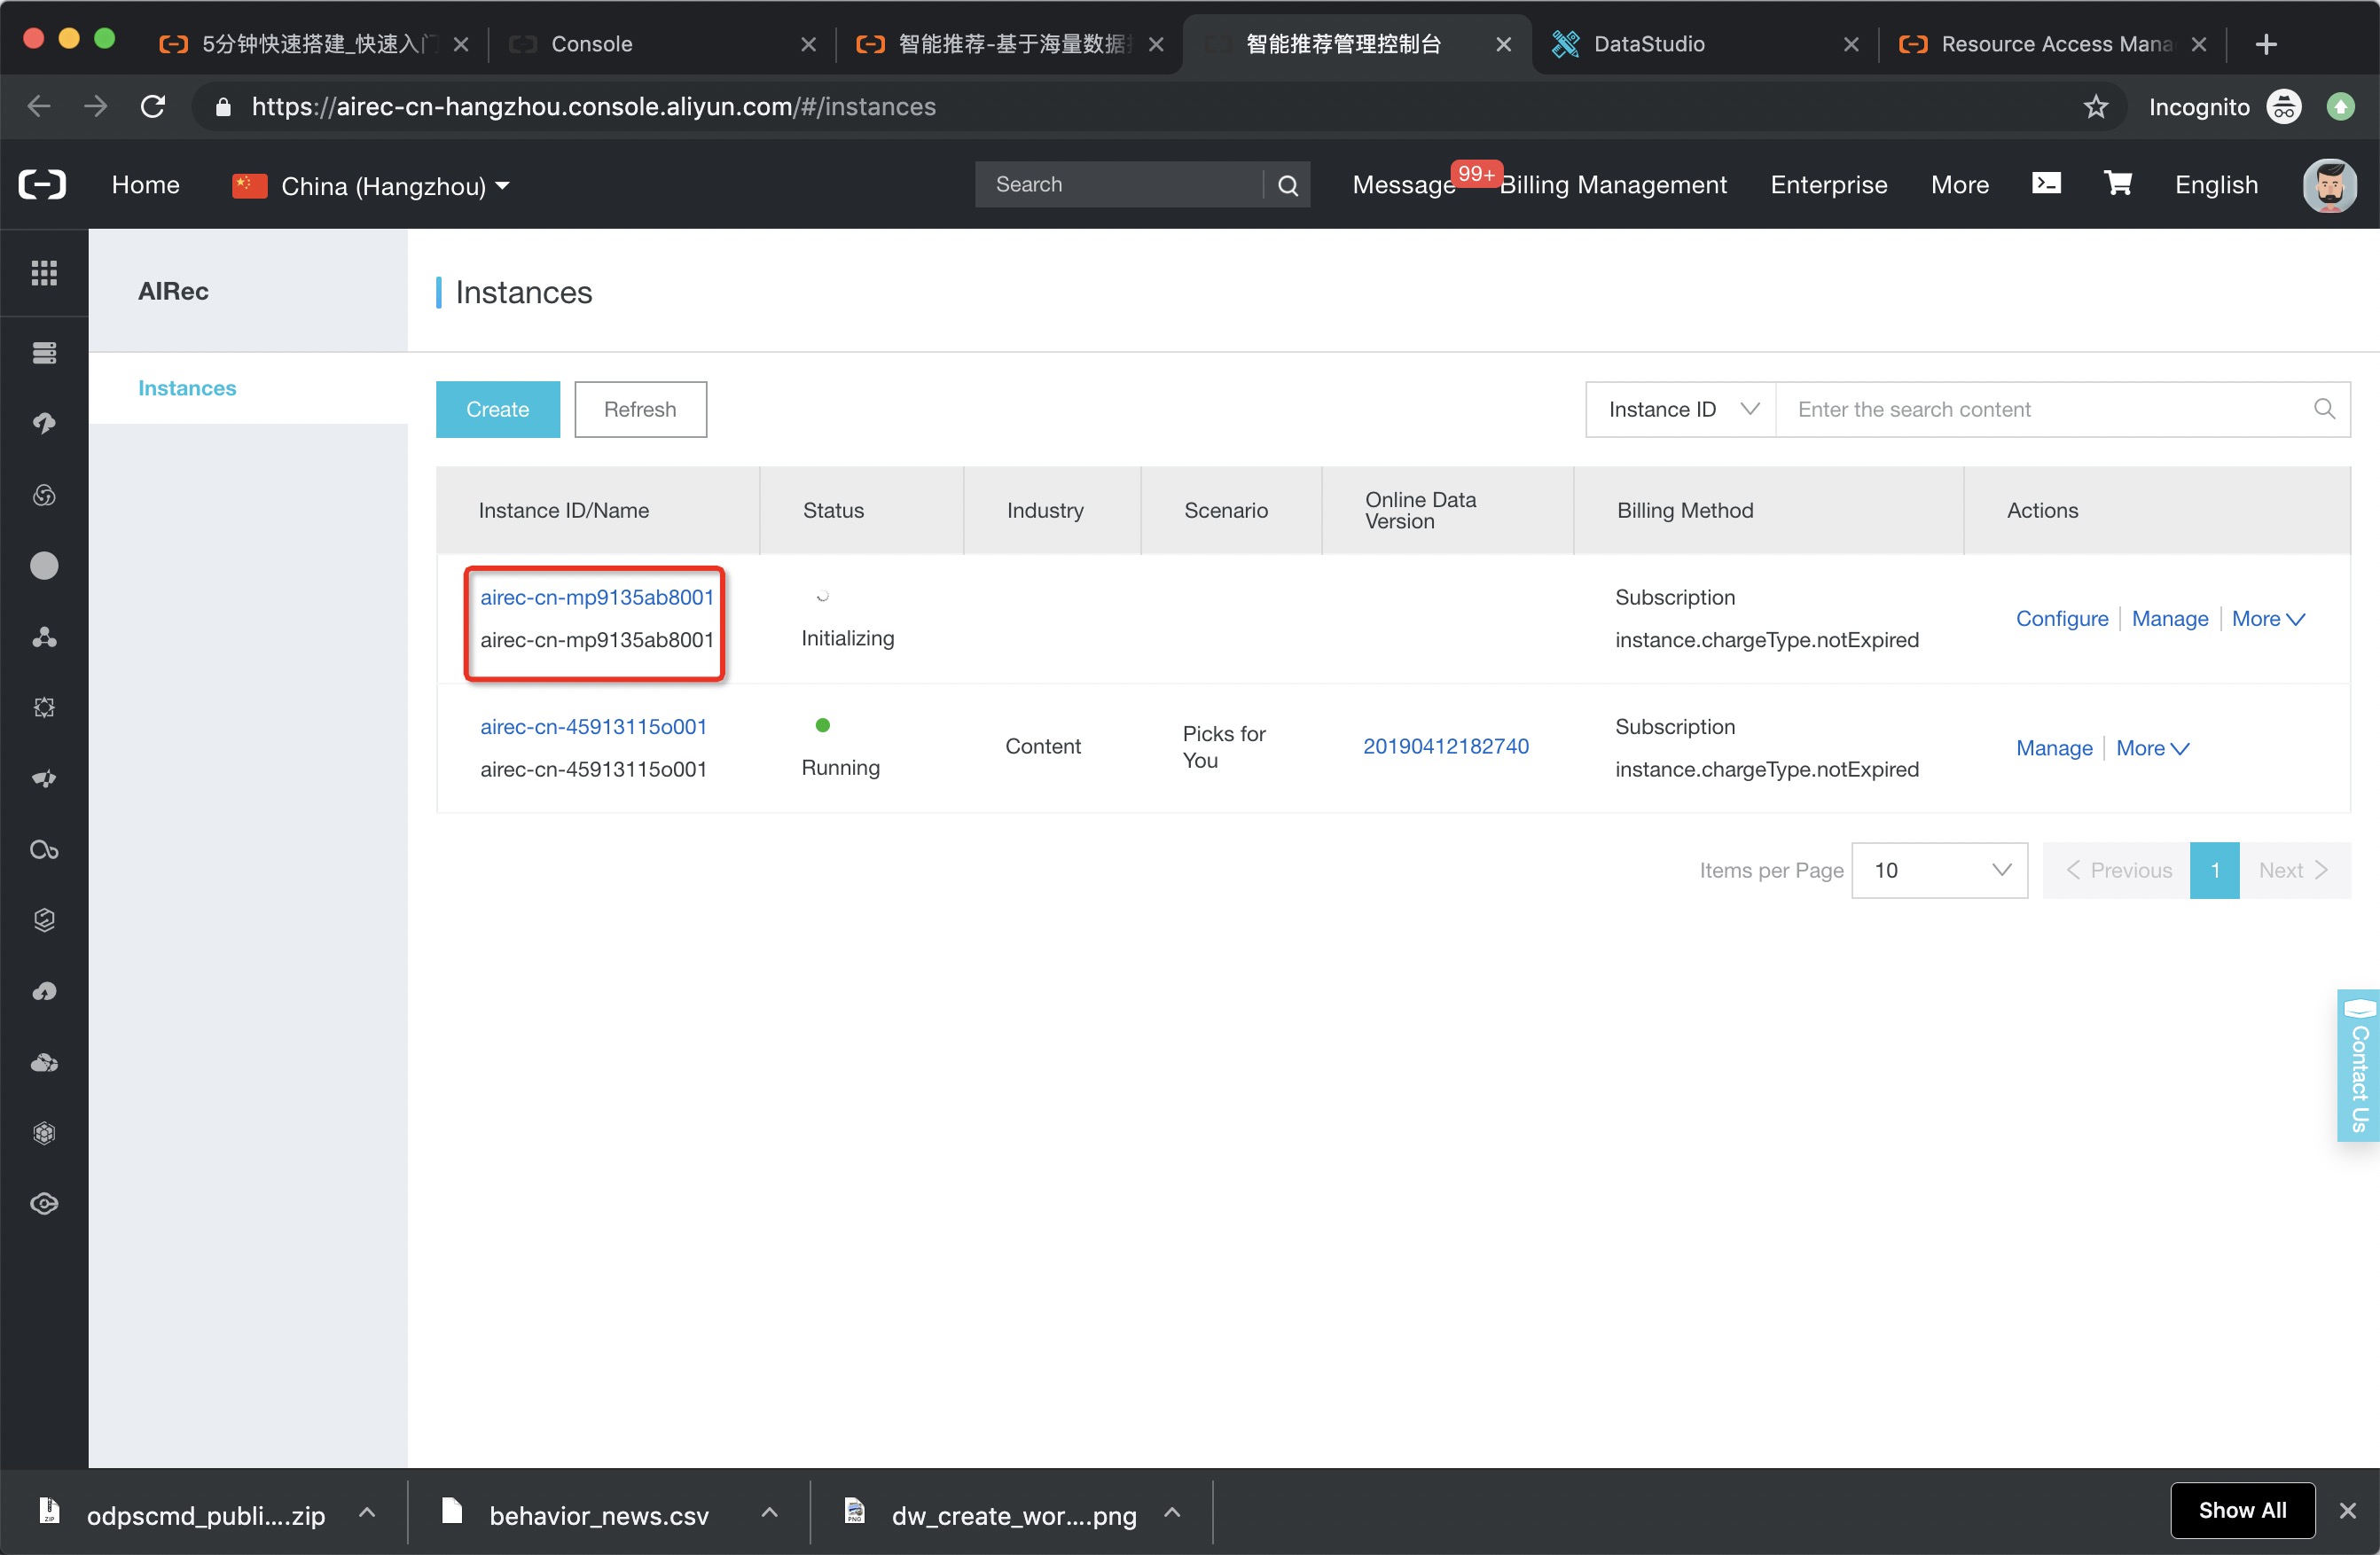 5分钟快速搭建_快速入门
Console
智能推荐-基于海量数据
智能推荐管理控制台
DataStudio
Resource Access Mana
https://airec-cn-hangzhou.console.aliyun.com/#/instances
Incognito
Home
China (Hangzhou)
Search
Message
99+
Billing Management
Enterprise
More
English
AIRec
Instances
Instances
Create
Refresh
Instance ID
Enter the search content
Instance ID/Name
Status
Industry
Scenario
Online Data
Version
Billing Method
Actions
airec-cn-mp9135ab8001
airec-cn-mp9135ab8001
Initializing
Subscription
instance.chargeType.notExpired
Configure
Manage
More
airec-cn-45913115o001
airec-cn-45913115o001
Running
Content
Picks for
You
20190412182740
Subscription
instance.chargeType.notExpired
Manage
More
Items per Page
10
Previous
1
Next
Contact Us
odpscmd_publi....zip
behavior_news.csv
dw_create_wor....png
Show All